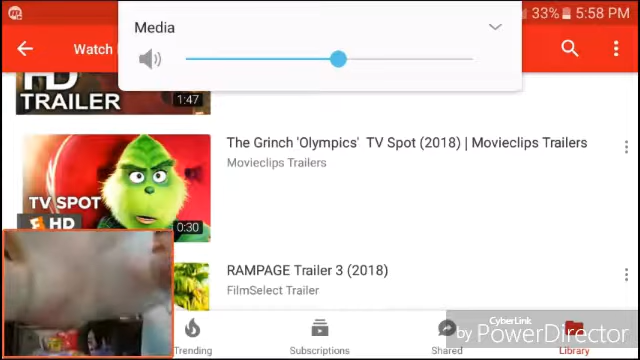 33% 5:58 PM
Media
Watch
HD
TRAILER
1:47
The Grinch 'Olympics' TV Spot (2018) | Movieclips Trailers
Movieclips Trailers
TV SPOT
HD
0:30
RAMPAGE Trailer 3 (2018)
FilmSelect Trailer
Trending
Subscriptions
Shared
Library
CyberLink
by PowerDirector